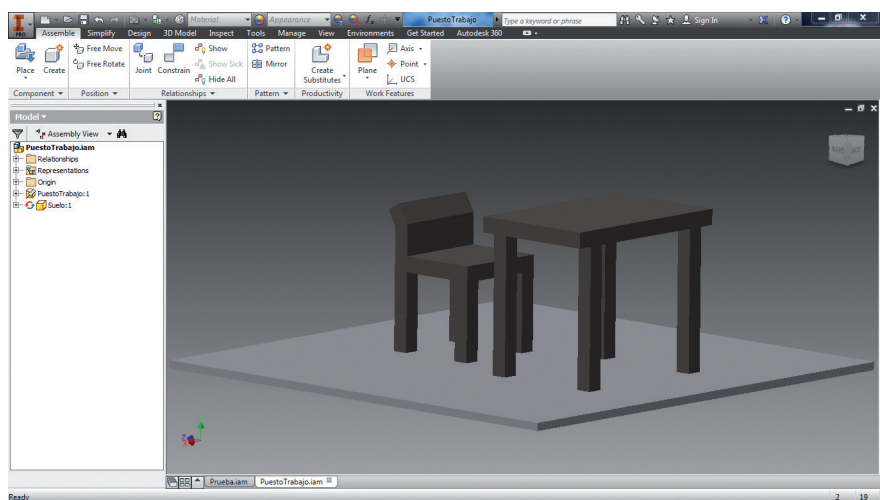 PRO
Material
Appearance
PuestoTrabajo
Type a keyword or phrase
Sign In
Assemble Simplify Design 3D Model Inspect Tools Manage View Environments Get Started Autodesk 360
Place
Create
Free Move
Free Rotate
Joint
Constrain
Show
Show Sick
Hide All
Pattern
Mirror
Create
Substitutes
Plane
Axis
Point
UCS
Component Position Relationships Pattern Productivity Work Features
Model
Assembly View
PuestoTrabajo.iam
Relationships
Representations
Origin
PuestoTrabajo:1
Suelo:1
Prueba.iam PuestoTrabajo.iam
Ready
2 19